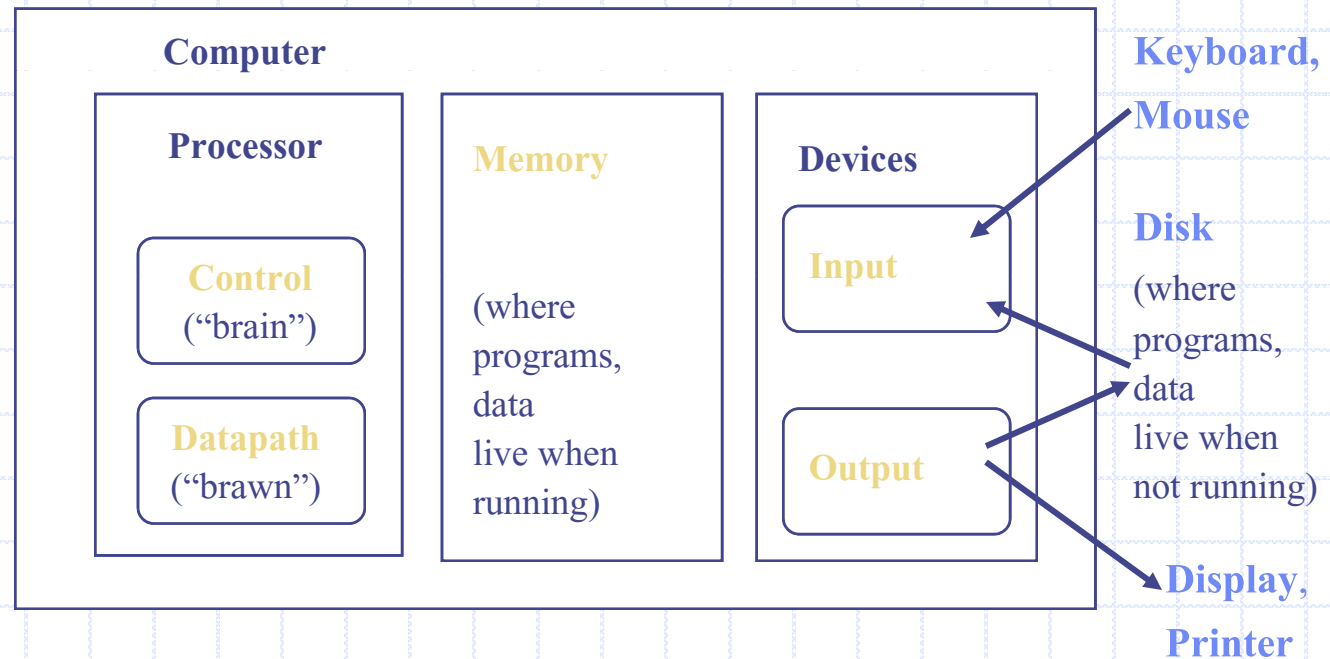 Computer
Processor
Control
(“brain”)
Datapath
(“brawn”)
Memory
(where
programs,
data
live when
running)
Devices
Input
Output
Keyboard,
Mouse
Disk
(where
programs,
data
live when
not running)
Display,
Printer